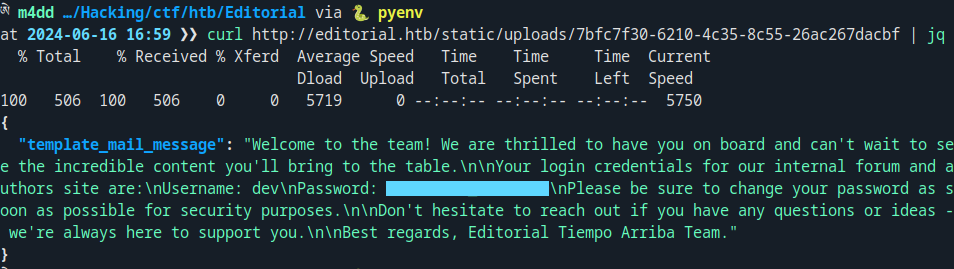 m4dd …/Hacking/ctf/htb/Editorial via 🐍 pyenv
at 2024-06-16 16:59 ❯❯ curl http://editorial.htb/static/uploads/7bfc7f30-6210-4c35-8c55-26ac267dacbf | jq
  % Total    % Received % Xferd  Average Speed   Time    Time     Time  Current
                                 Dload  Upload   Total   Spent    Left  Speed
100   506  100   506    0     0   5719      0 --:--:-- --:--:-- --:--:--  5750
{
  "template_mail_message": "Welcome to the team! We are thrilled to have you on board and can't wait to se
e the incredible content you'll bring to the table.\n\nYour login credentials for our internal forum and a
uthors site are:\nUsername: dev\nPassword: \nPlease be sure to change your password as s
oon as possible for security purposes.\n\nDon't hesitate to reach out if you have any questions or ideas -
 we're always here to support you.\n\nBest regards, Editorial Tiempo Arriba Team."
}